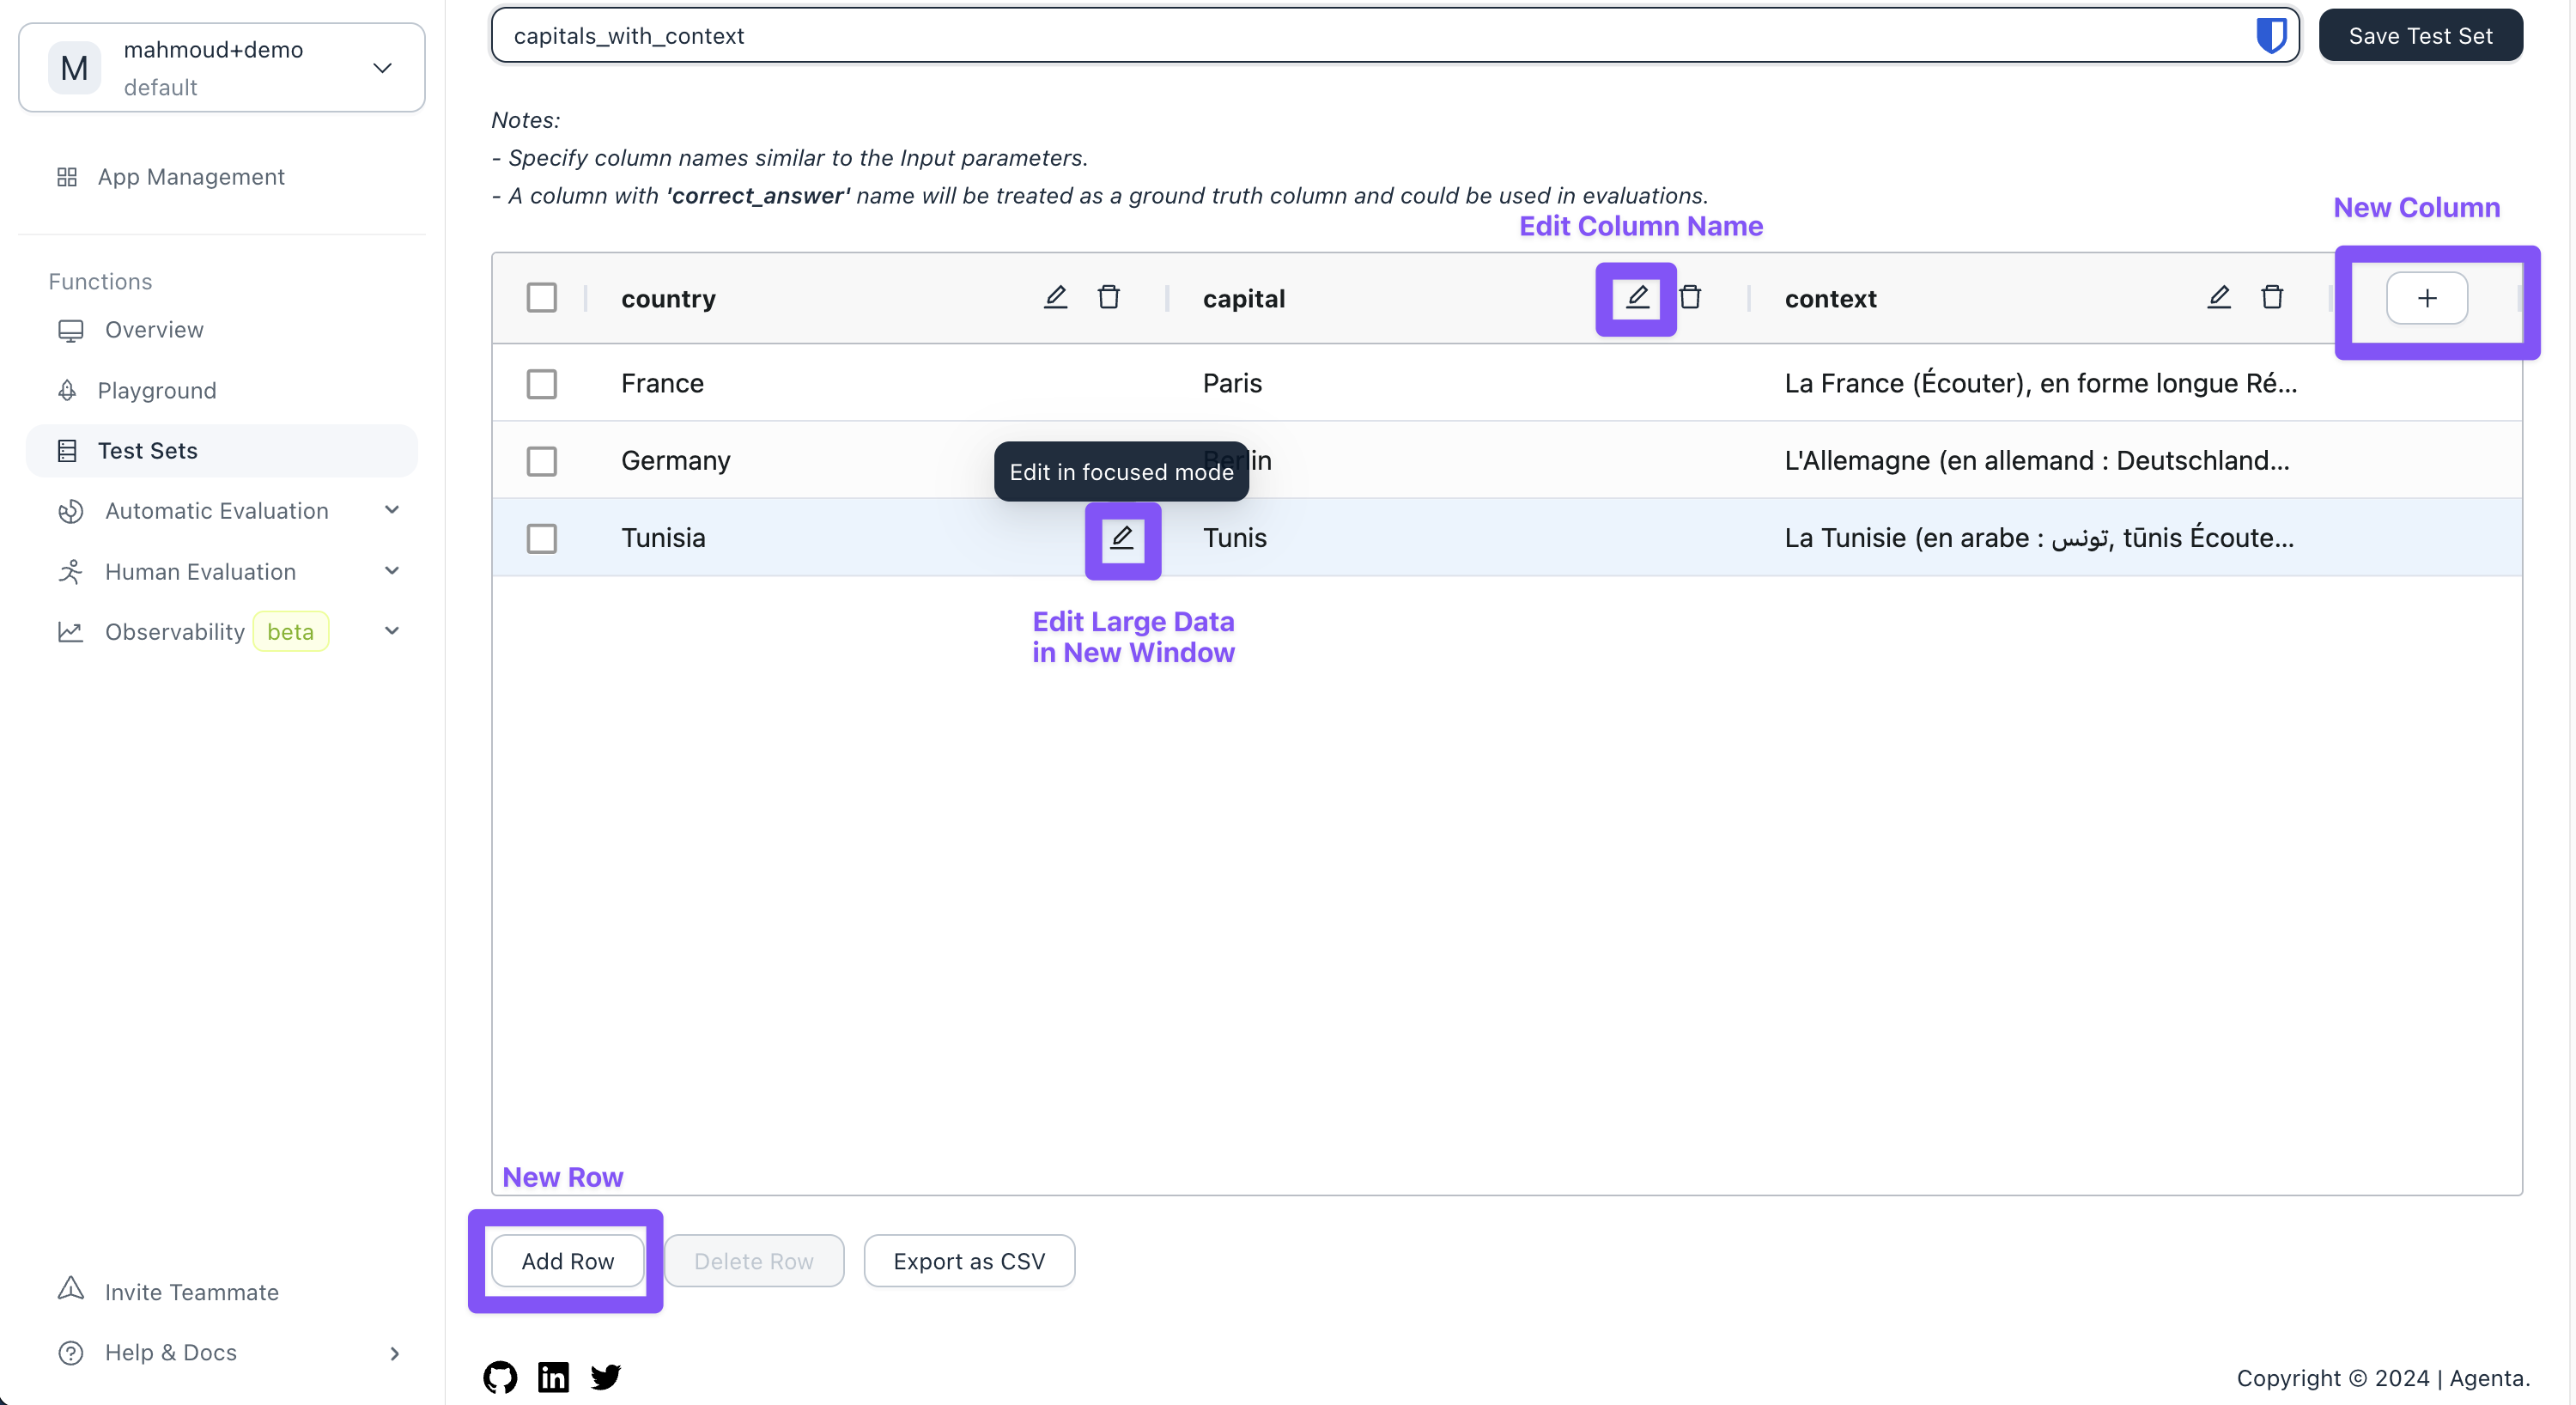 M
mahmoud+demo
default
App Management
Functions
Overview
Playground
Test Sets
Automatic Evaluation
Human Evaluation
Observability beta
Invite Teammate
Help & Docs
capitals_with_context
Save Test Set
Notes:
- Specify column names similar to the Input parameters.
- A column with 'correct_answer' name will be treated as a ground truth column and could be used in evaluations.
Edit Column Name
New Column
country capital context +
France Paris La France (Écouter), en forme longue Ré...
Germany Berlin L'Allemagne (en allemand : Deutschland...
Edit in focused mode
Tunisia Tunis La Tunisie (en arabe : تونس, tūnis Écoute...
Edit Large Data
in New Window
New Row
Add Row Delete Row Export as CSV
in
Copyright © 2024 | Agenta.